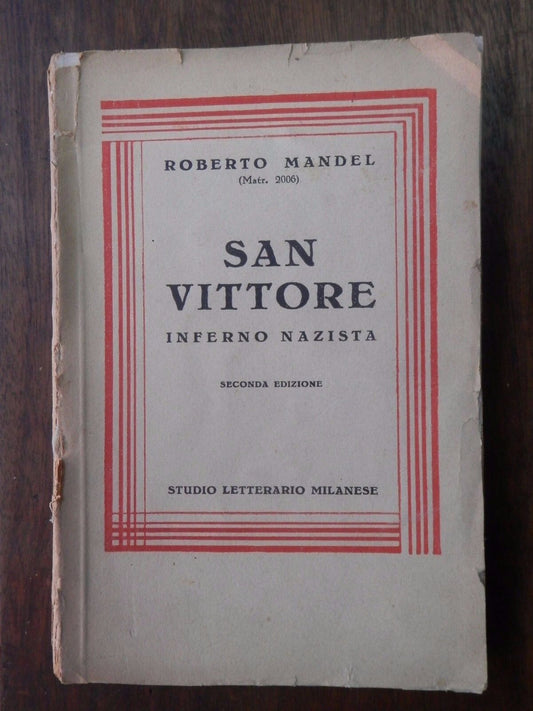 ROBERTO MANDEL
(Matr. 2006)
SAN
VITTORE
INFERNO NAZISTA
SECONDA EDIZIONE
STUDIO LETTERARIO MILANESE